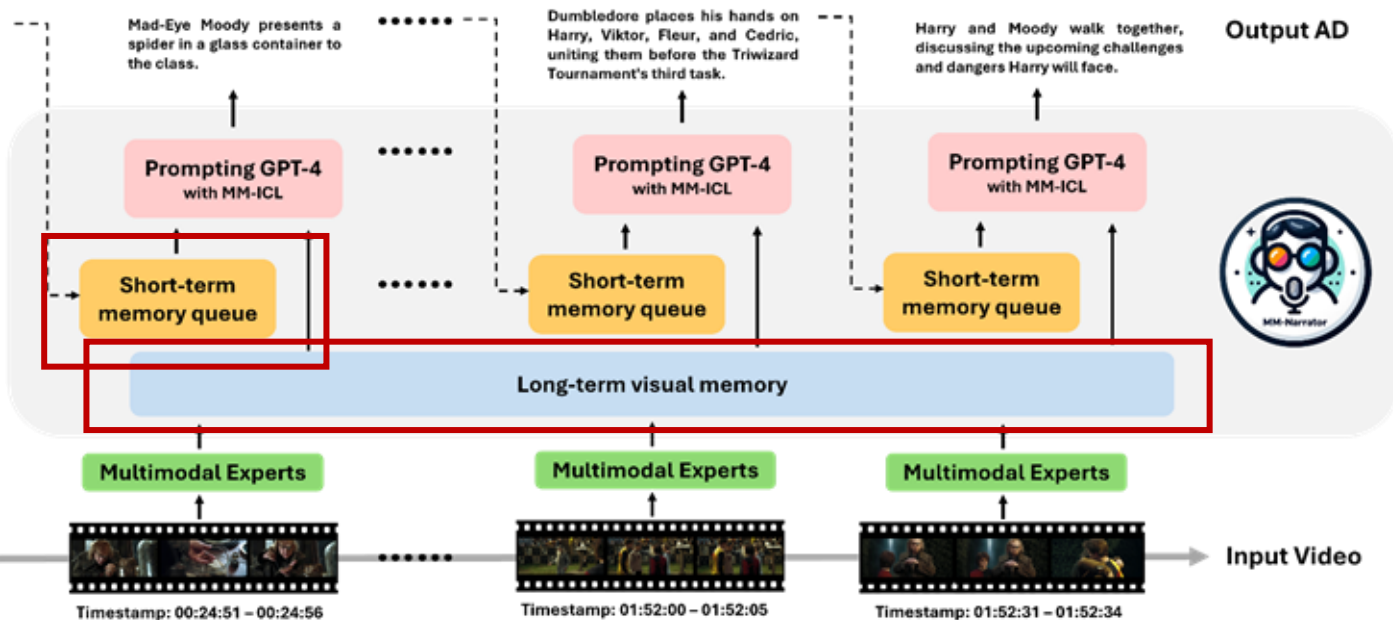 Mad-Eye Moody presents a
spider in a glass container to
the class.
Dumbledore places his hands on
Harry, Viktor, Fleur, and Cedric,
uniting them before the Triwizard
Tournament's third task.
Harry and Moody walk together,
discussing the upcoming challenges
and dangers Harry will face.
Output AD
Prompting GPT-4
with MM-ICL
Prompting GPT-4
with MM-ICL
Prompting GPT-4
with MM-ICL
Short-term
memory queue
Short-term
memory queue
Short-term
memory queue
MM-Narrator
Long-term visual memory
Multimodal Experts
Multimodal Experts
Multimodal Experts
Input Video
Timestamp: 00:24:51 – 00:24:56
Timestamp: 01:52:00 – 01:52:05
Timestamp: 01:52:31 – 01:52:34